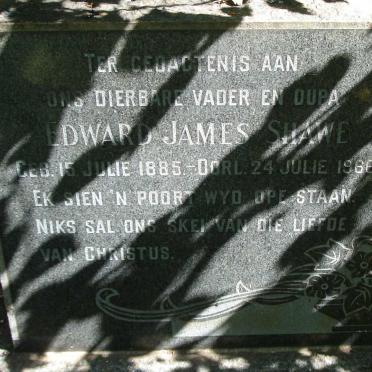 TER GEDAGTENIS AAN
ONS DIERBARE VADER EN OUPA
EDWARD JAMES SHAWE
GEB. 15 JULIE 1885.-OORL. 24 JULIE 1966
EK SIEN 'N POORT WYD OPE STAAN.
NIKS SAL ONS SKEI VAN DIE LIEFDE
VAN CHRISTUS.